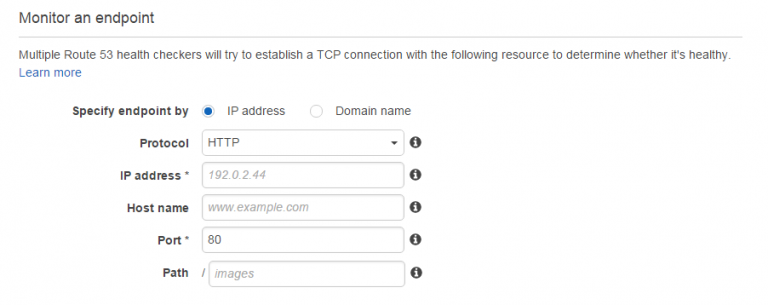 Monitor an endpoint
Multiple Route 53 health checkers will try to establish a TCP connection with the following resource to determine whether it's healthy.
Learn more
Specify endpoint by IP address Domain name
Protocol HTTP
IP address * 192.0.2.44
Host name www.example.com
Port * 80
Path / images